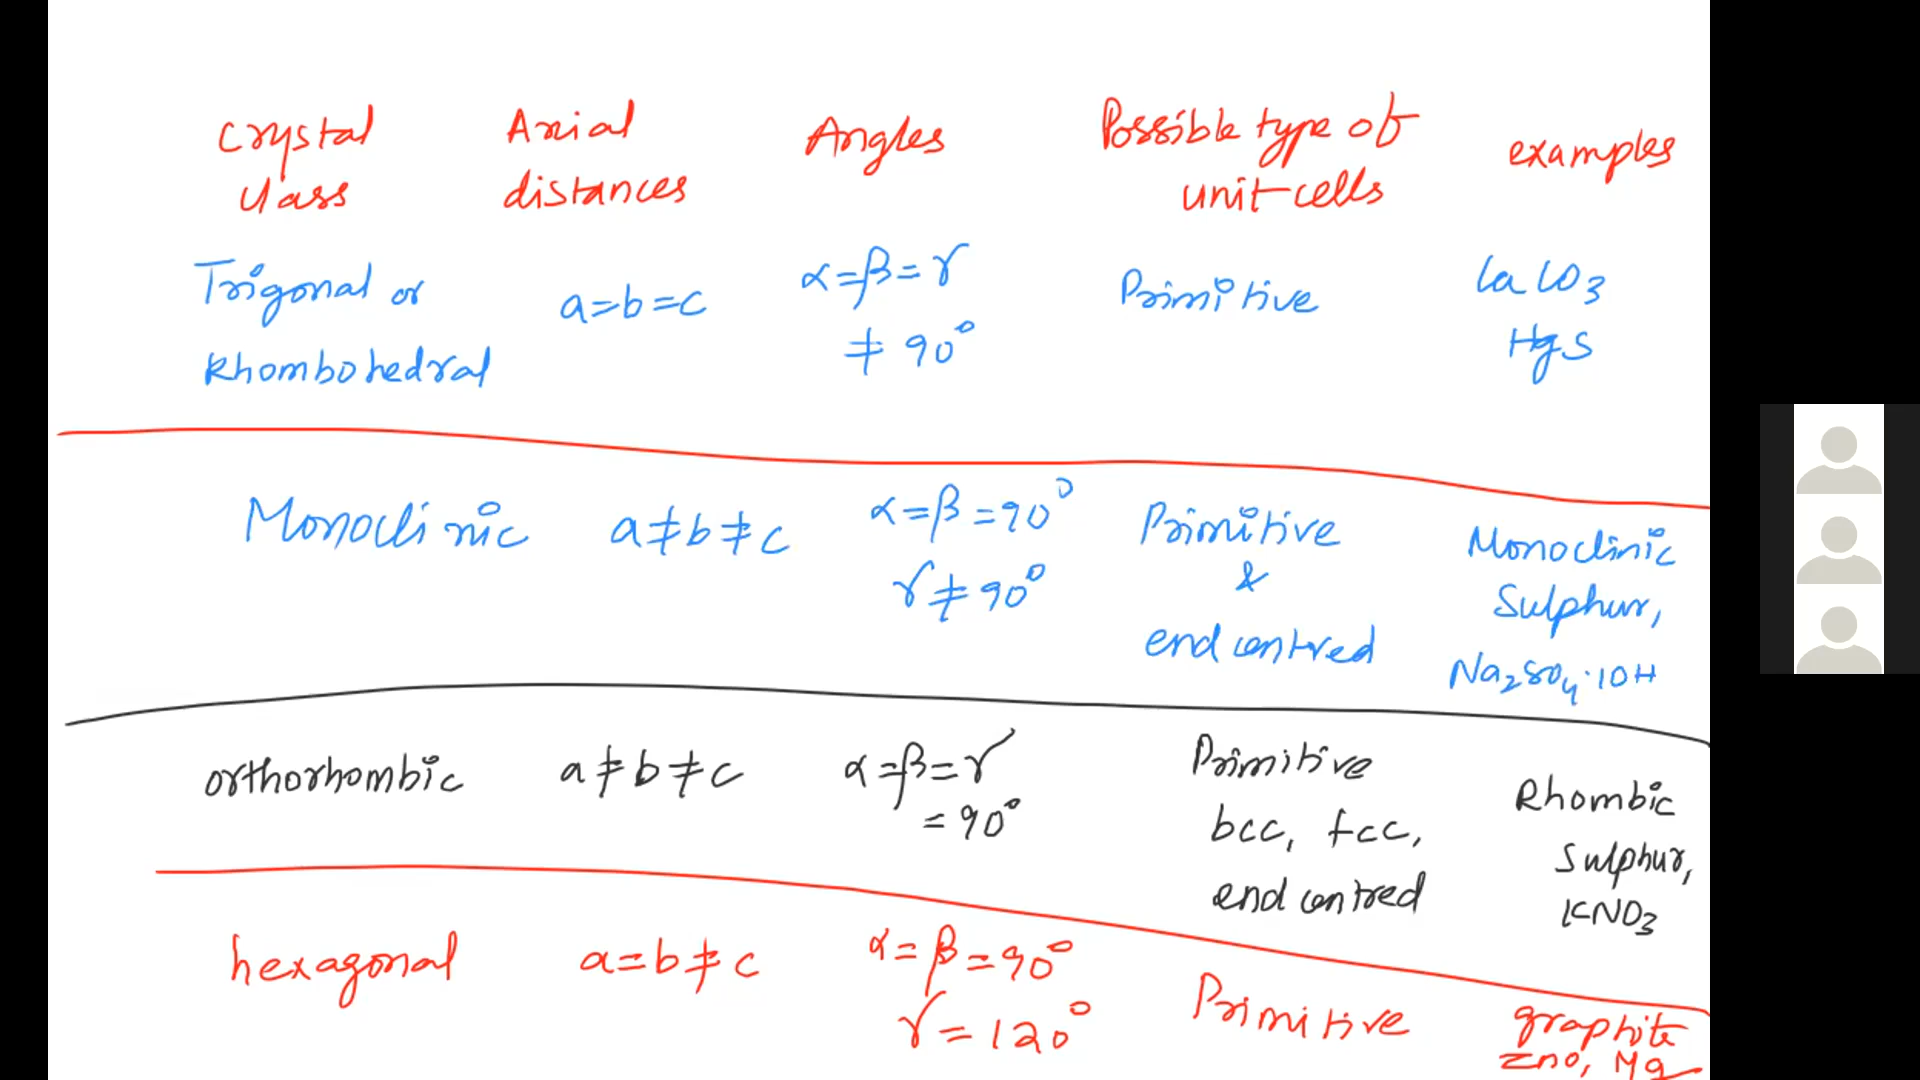 Crystal Class Axial distances Angles Possible type of unit cells examples
Trigonal or Rhombohedral a=b=c α=β=γ ≠ 90° Primitive CaCO3 HgS
Monoclinic a≠b≠c α=β=90° γ≠90° Primitive & end centred Monoclinic Sulphur, Na2SO4·10H
orthorhombic a≠b≠c α=β=γ =90° Primitive bcc, fcc, end centred Rhombic Sulphur, KNO3
hexagonal a=b≠c α=β=90° γ=120° Primitive graphite ZnO, Mg